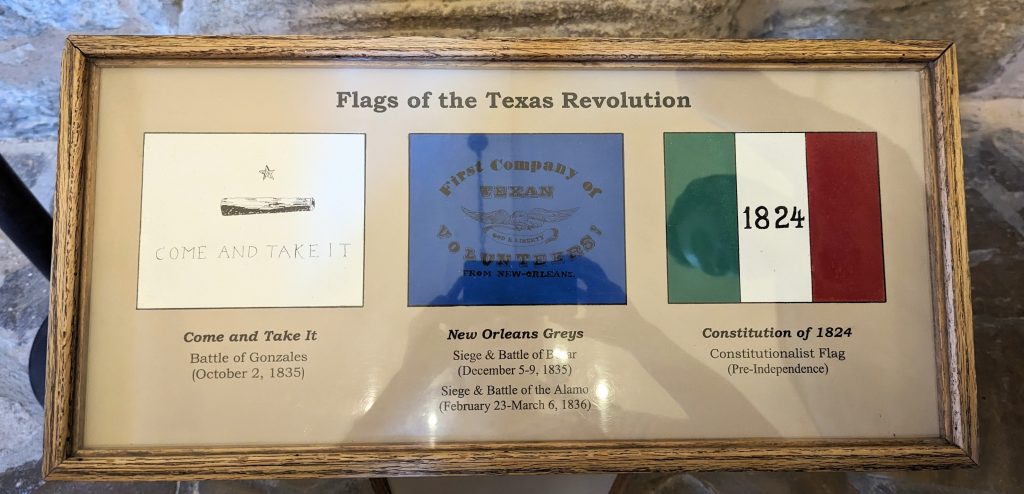 Flags of the Texas Revolution
COME AND TAKE IT
Come and Take It
Battle of Gonzales
(October 2, 1835)
First Company of
TEXAN
GOD & LIBERTY
VOLUNTEERS!
FROM NEW-ORLEANS.
New Orleans Greys
Siege & Battle of
(December 5-9, 1835)
Siege & Battle of the Alamo
(February 23-March 6, 1836)
1824
Constitution of 1824
Constitutionalist Flag
(Pre-Independence)